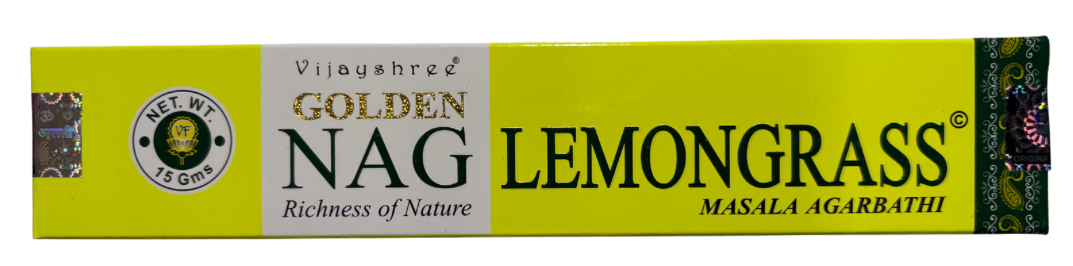 NET. WT.
VF
15 Gms
Vijayshree®
GOLDEN
NAG
Richness of Nature
LEMONGRASS©
MASALA AGARBATHI